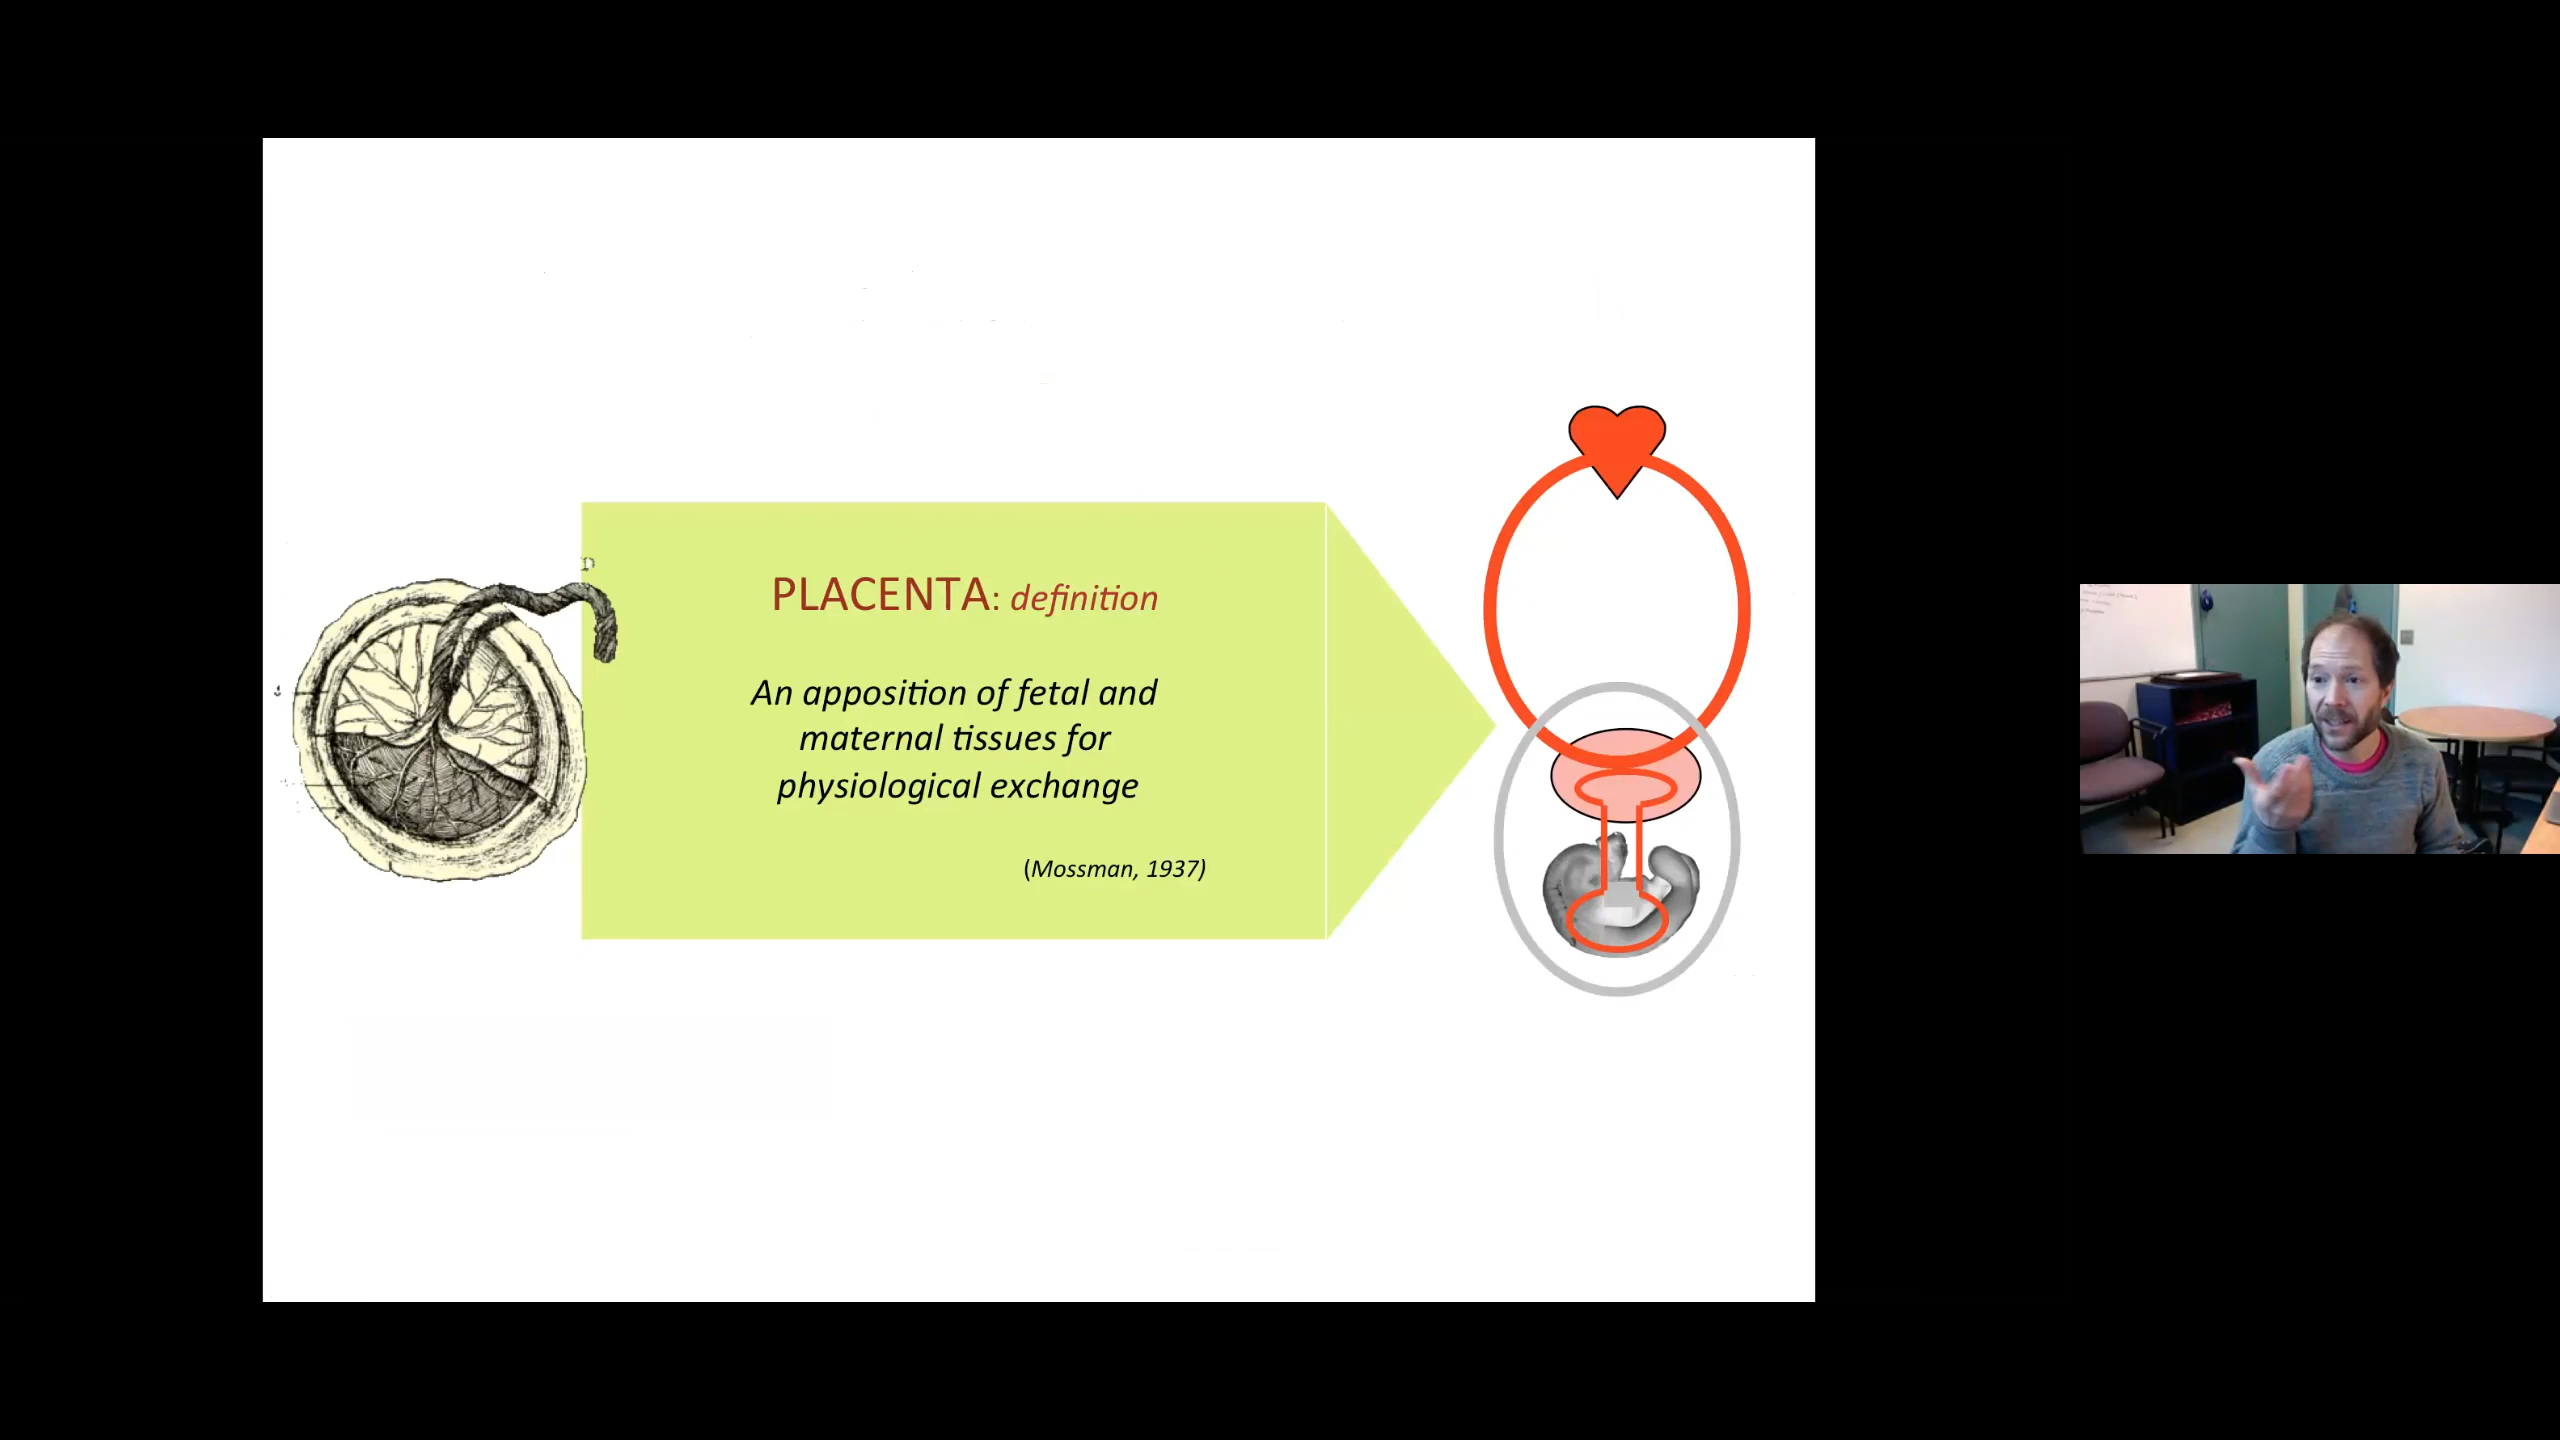 PLACENTA: definition
An apposition of fetal and
maternal tissues for
physiological exchange
(Mossman, 1937)
D